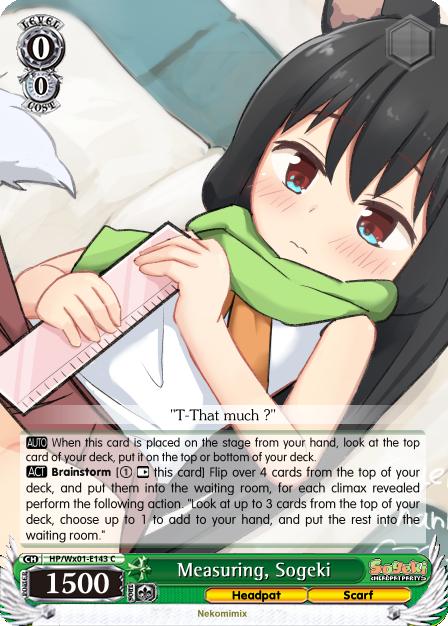 LEVEL
0
0
COST
"T-That much ?"
AUTO When this card is placed on the stage from your hand, look at the top
card of your deck, put it on the top or bottom of your deck.
ACT Brainstorm [① this card] Flip over 4 cards from the top of your
deck, and put them into the waiting room, for each climax revealed
perform the following action. "Look at up to 3 cards from the top of your
deck, choose up to 1 to add to your hand, and put the rest into the
waiting room."
CH HP/Wx01-E143 C
POWER 1500 SOUL Measuring, Sogeki
Sogeki
HEADPATPARTY
Headpat Scarf
Nekomimix